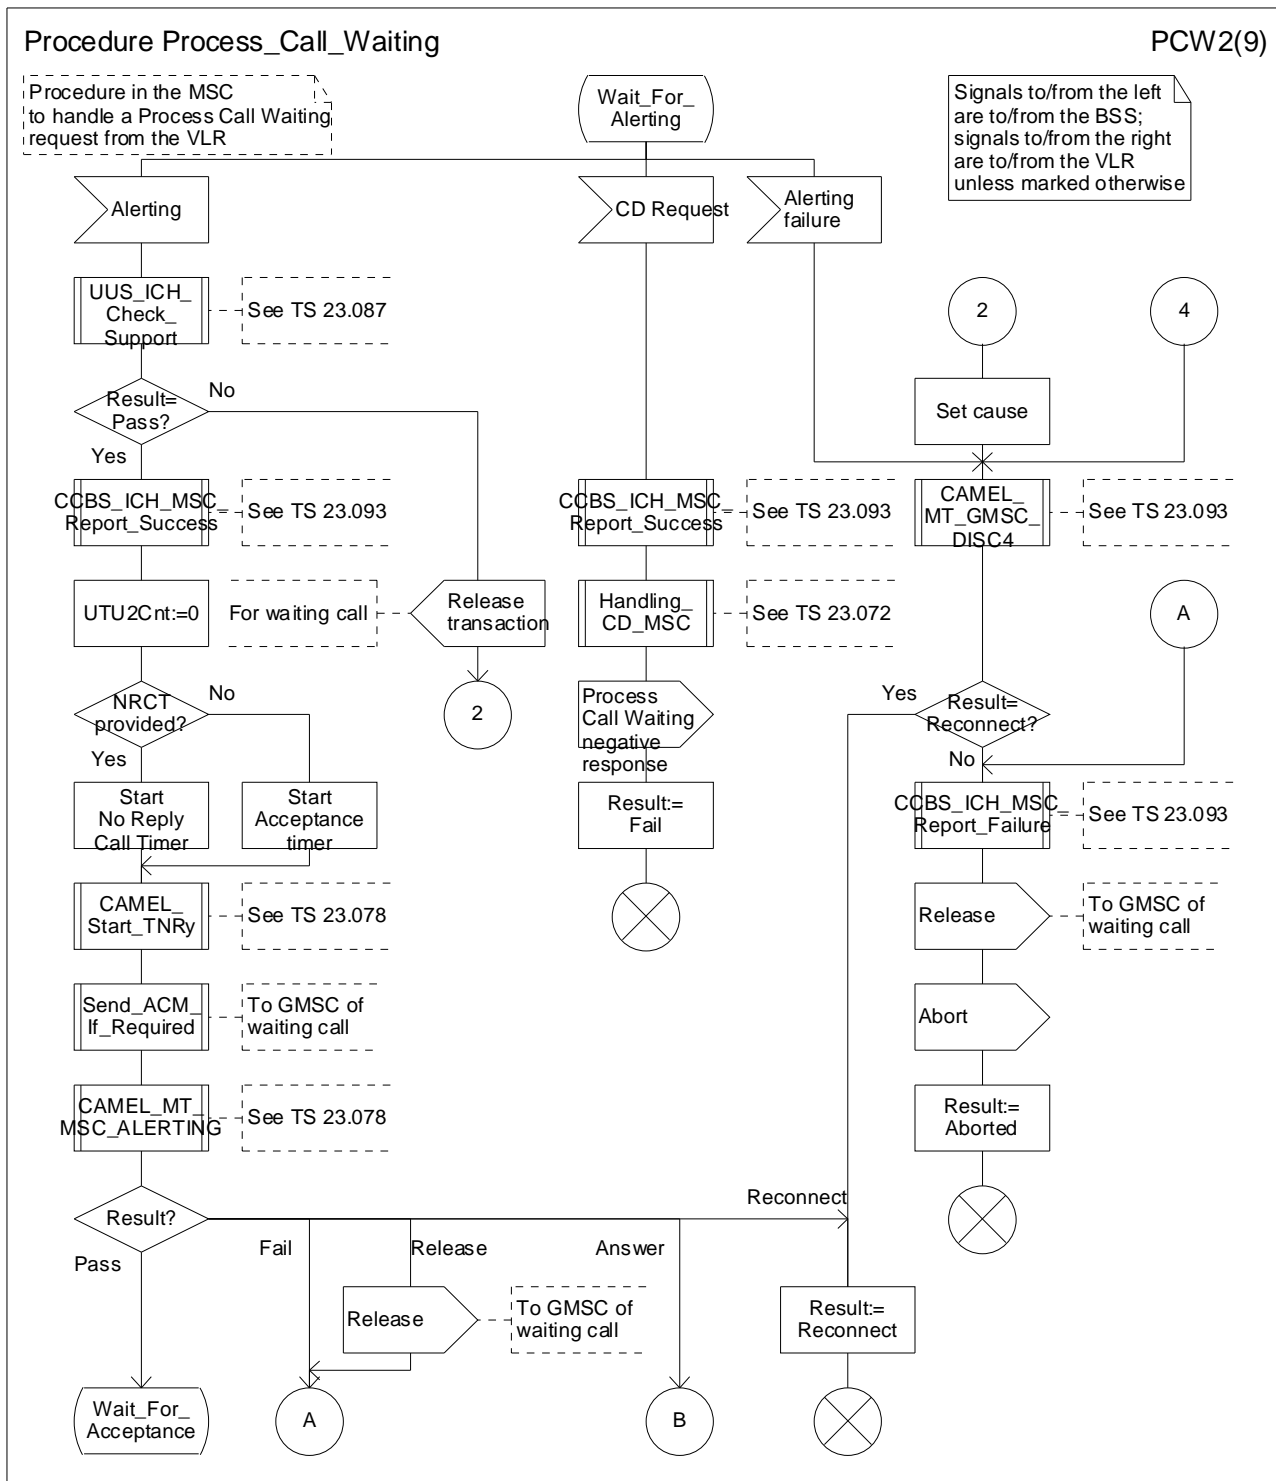 Procedure Process_Call_Waiting
PCW2(9)
Procedure in the MSC
to handle a Process Call Waiting
request from the VLR
Wait_For_
Alerting
Signals to/from the left
are to/from the BSS;
signals to/from the right
are to/from the VLR
unless marked otherwise
Alerting
CD Request
Alerting
failure
UUS_ICH_
Check_
Support
See TS 23.087
2
4
Result=
Pass?
No
Yes
Set cause
CCBS_ICH_MSC_
Report_Success
See TS 23.093
CCBS_ICH_MSC_
Report_Success
See TS 23.093
CAMEL_
MT_GMSC_
DISC4
See TS 23.093
UTU2Cnt:=0
For waiting call
Release
transaction
Handling_
CD_MSC
See TS 23.072
A
NRCT
provided?
No
Yes
2
Process
Call Waiting
negative
response
Yes
Result=
Reconnect?
No
Start
No Reply
Call Timer
Start
Acceptance
timer
Result:=
Fail
CCBS_ICH_MSC_
Report_Failure
See TS 23.093
CAMEL_
Start_TNRy
See TS 23.078
Release
To GMSC of
waiting call
Send_ACM_
If_Required
To GMSC of
waiting call
Abort
CAMEL_MT_
MSC_ALERTING
See TS 23.078
Result:=
Aborted
Result?
Pass
Fail
Release
Answer
Reconnect
Release
To GMSC of
waiting call
Result:=
Reconnect
Wait_For_
Acceptance
A
B